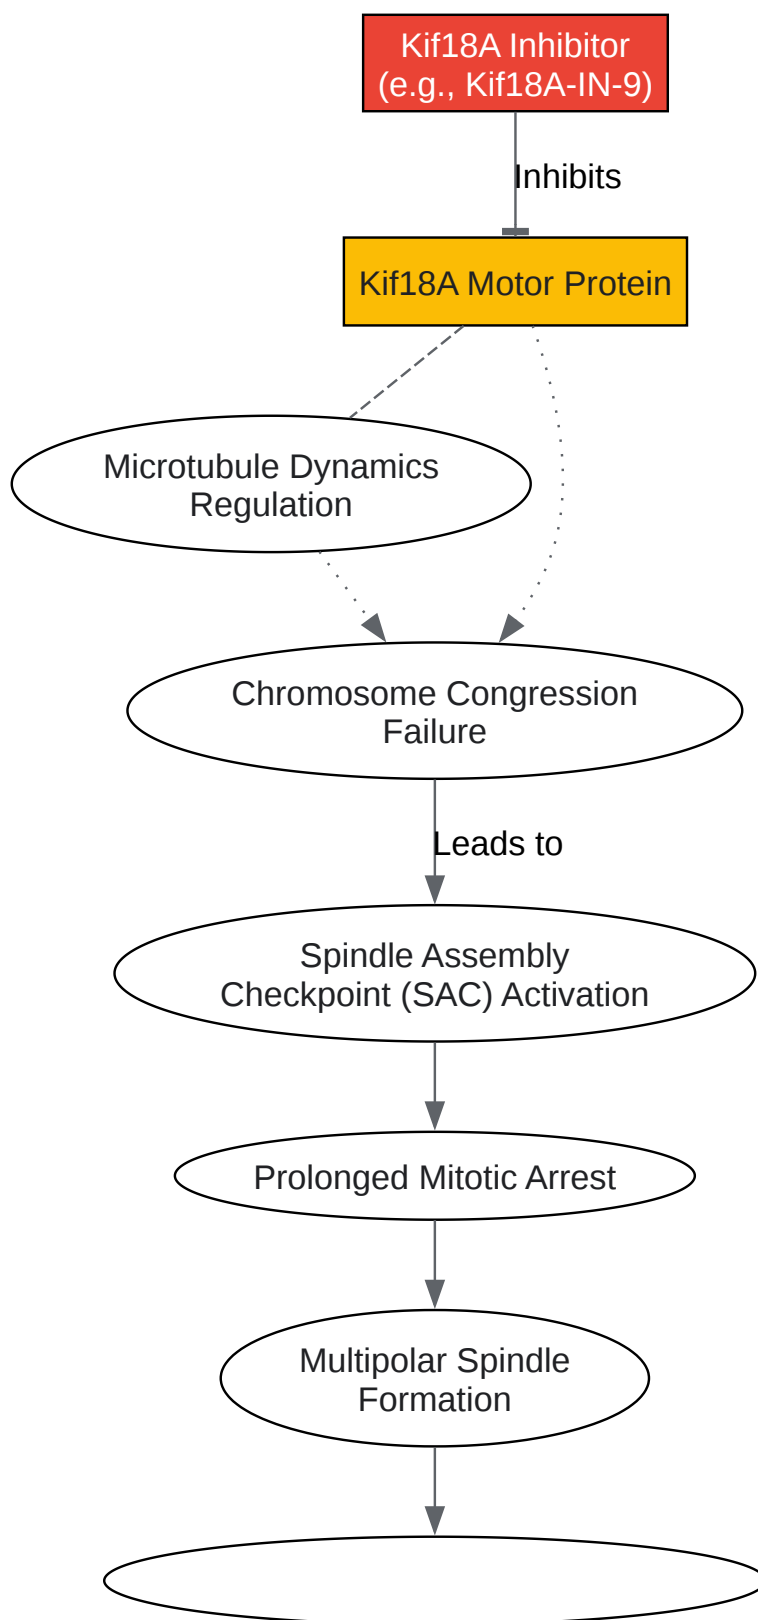 Kif18A Inhibitor
(e.g., Kif18A-IN-9)
Inhibits
Kif18A Motor Protein
Microtubule Dynamics
Regulation
Chromosome Congression
Failure
Leads to
Spindle Assembly
Checkpoint (SAC) Activation
Prolonged Mitotic Arrest
Multipolar Spindle
Formation